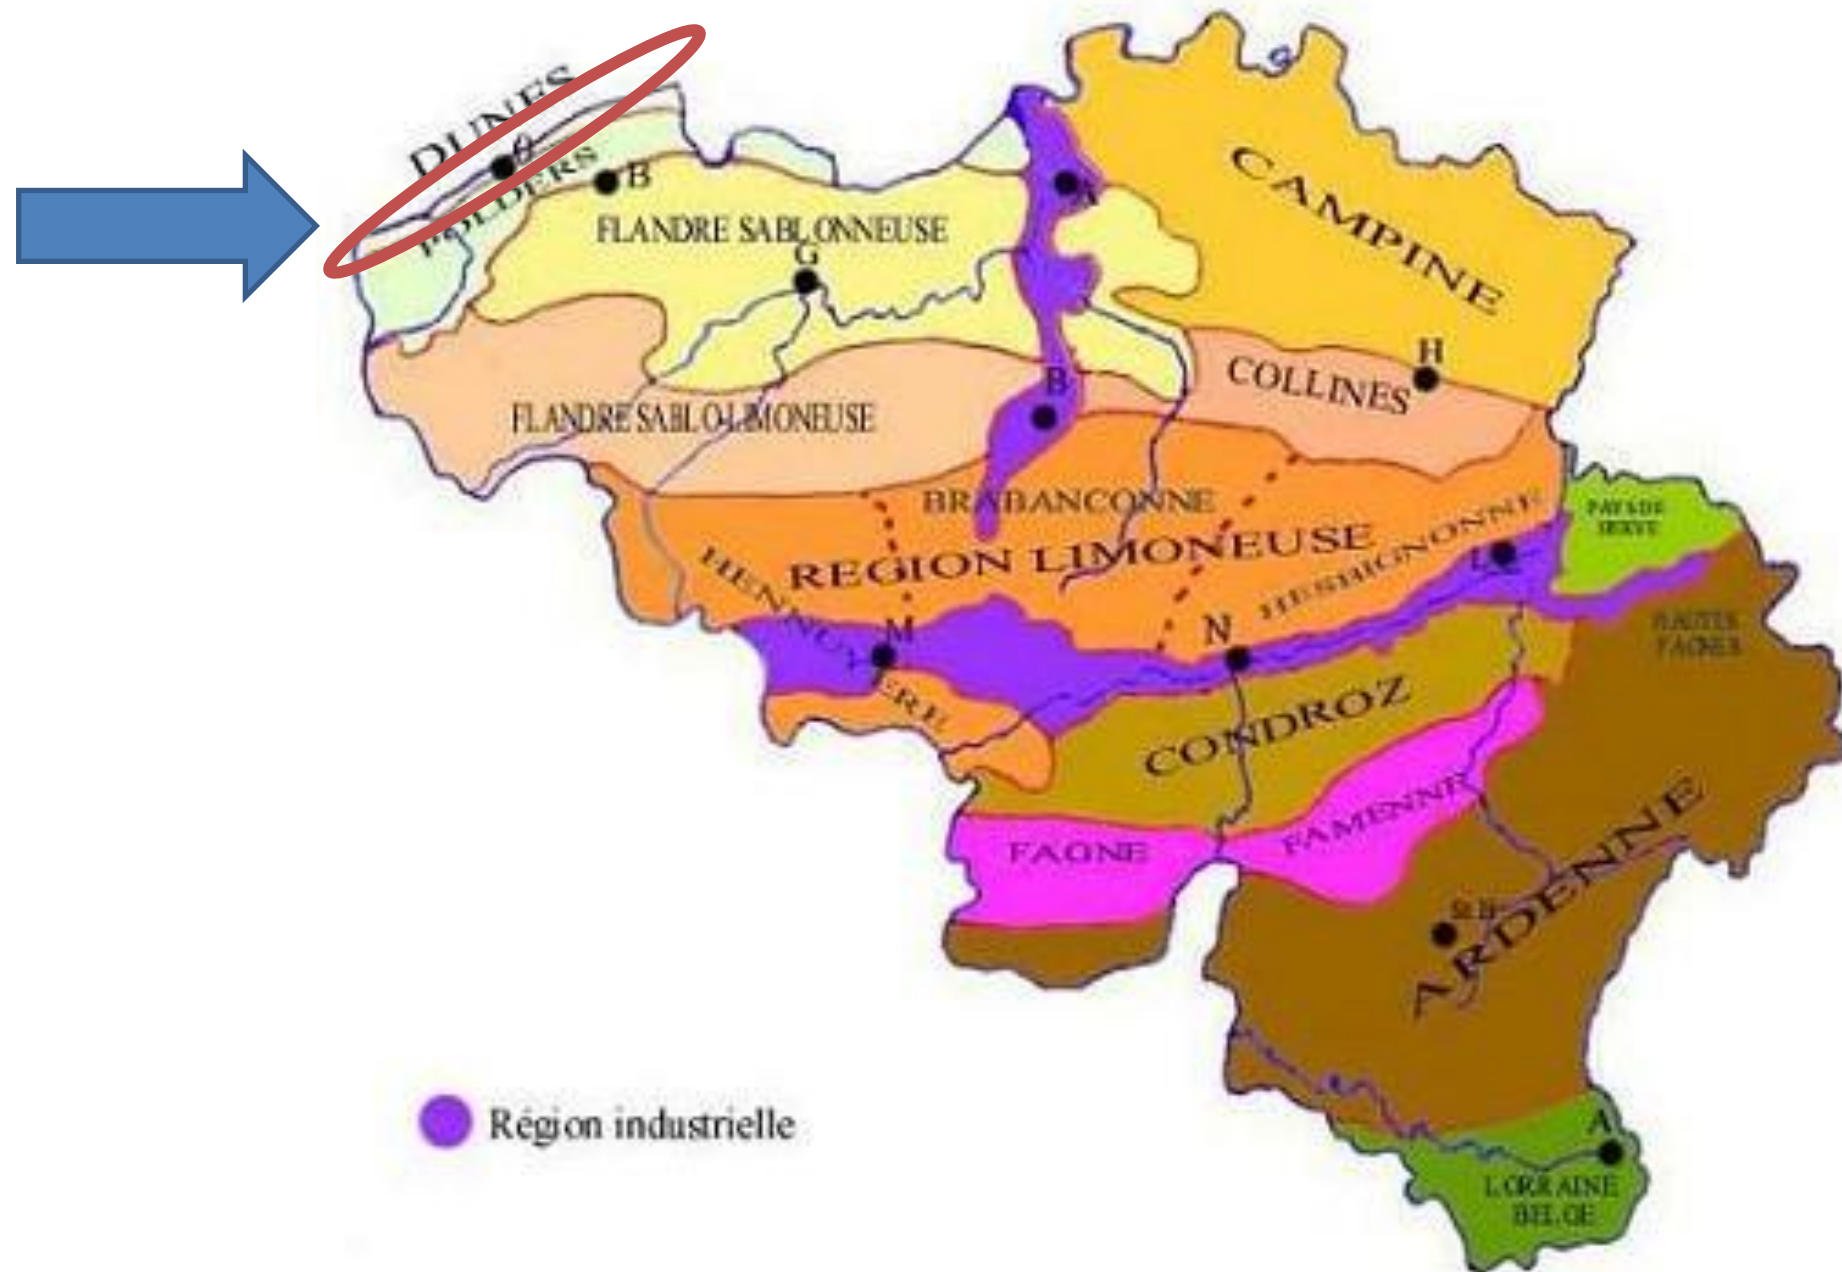 DUNES
O
POLDERS
B
FLANDRE SABLONNEUSE
G
A
CAMPINE
H
COLLINES
B
FLANDRE SABLO-LIMONEUSE
BRABANCONNE
REGION LIMONEUSE
HENNUYERE
HESBIGNONNE
PAYS DE
HERVE
L
M
N
HAUTES
FAGNES
CONDROZ
FAGNE
FAMENNE
St H
ARDENNE
Région industrielle
A
LORRAINE
BELGE